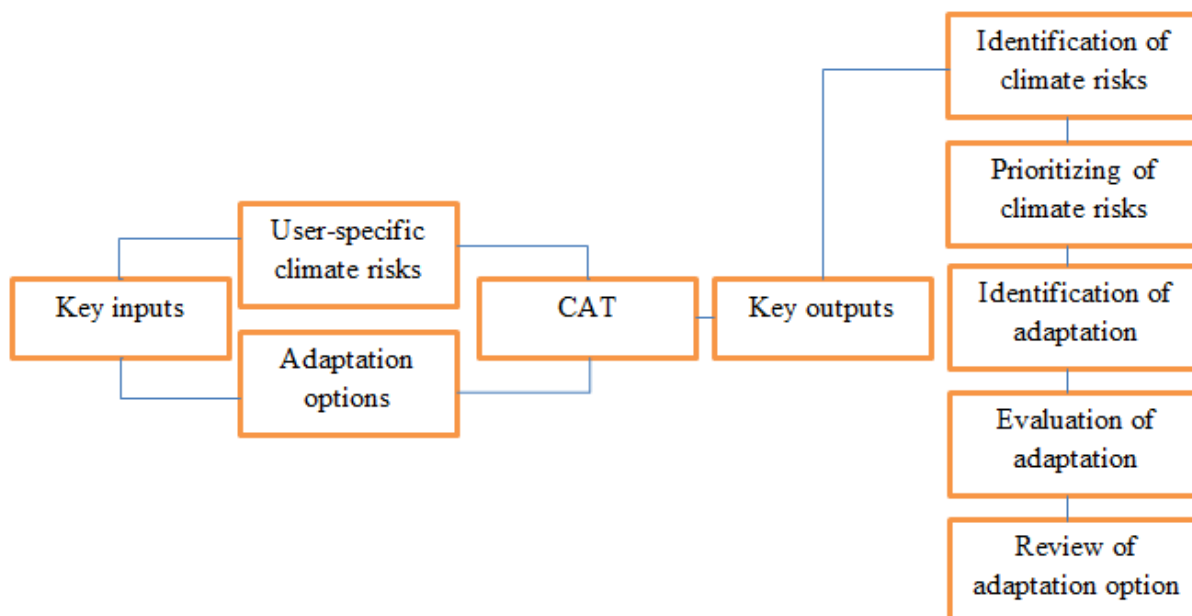 Key inputs
User-specific
climate risks
Adaptation
options
CAT
Key outputs
Identification of
climate risks
Prioritizing of
climate risks
Identification of
adaptation
Evaluation of
adaptation
Review of
adaptation option